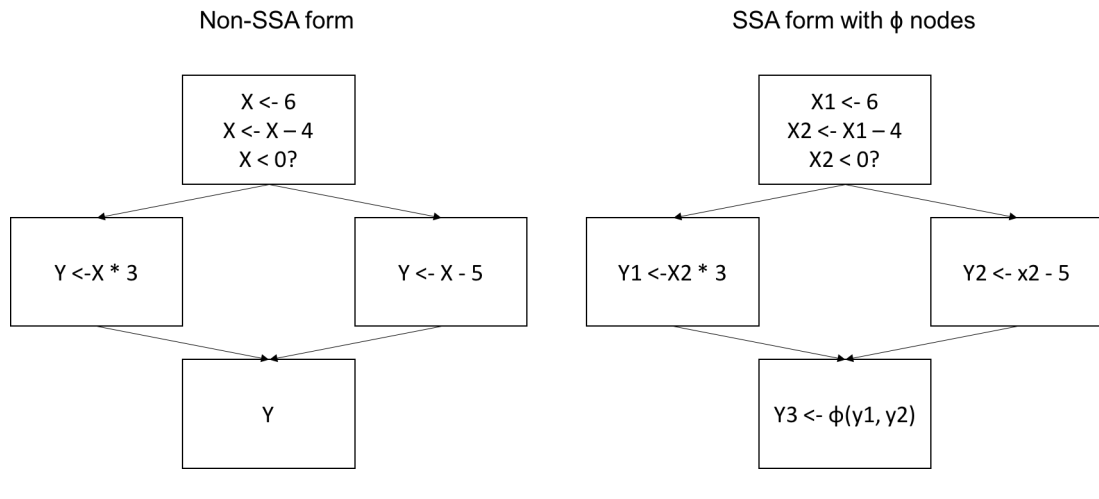 Non-SSA form
X <- 6
X <- X – 4
X < 0?
Y <-X * 3
Y <- X - 5
Y
SSA form with ϕ nodes
X1 <- 6
X2 <- X1 – 4
X2 < 0?
Y1 <-X2 * 3
Y2 <- x2 - 5
Y3 <- ϕ(y1, y2)